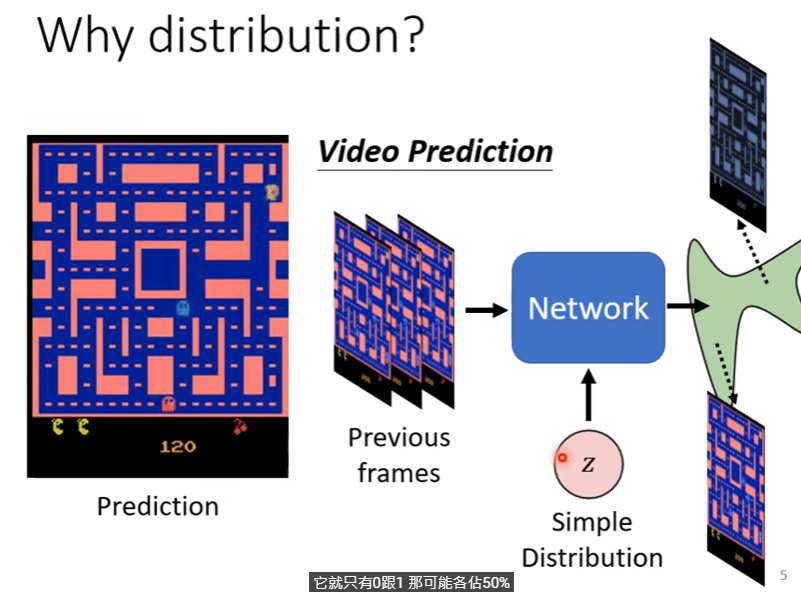 Why distribution?
Video Prediction
120
Prediction
Previous
frames
Network
z
Simple
Distribution
它就只有0跟1 那可能各佔50%
5